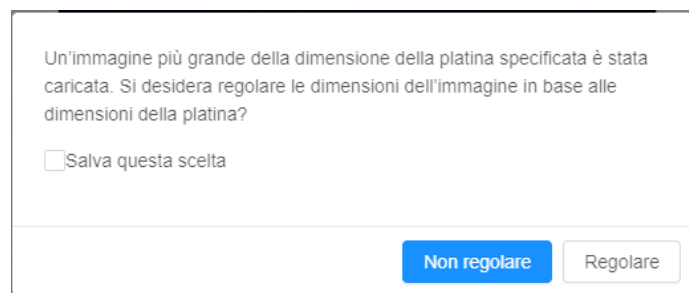 Un’immagine più grande della dimensione della platina specificata è stata
caricata. Si desidera regolare le dimensioni dell’immagine in base alle
dimensioni della platina?
Salva questa scelta
Non regolare
Regolare